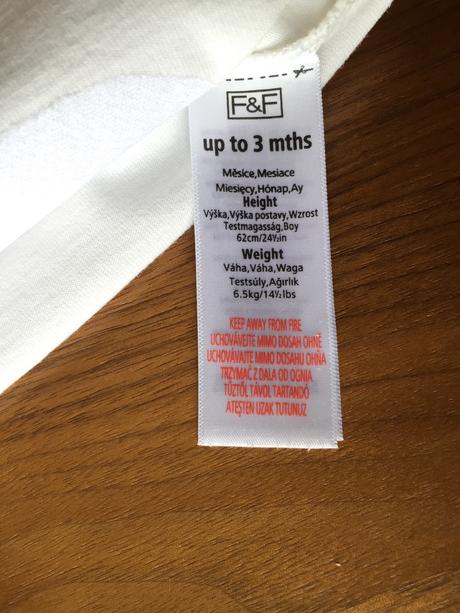 F&F
up to 3 mths
Měsíce,Mesiace
Miesięcy,Hónap,Ay
Height
Výška,Výška postavy,Wzrost
Testmagasság,Boy
62cm/24½in
Weight
Váha,Váha,Waga
Testsúly,Ağırlık
6.5kg/14½lbs
KEEP AWAY FROM FIRE
UCHOVÁVEJTE MIMO DOSAH OHNĚ
UCHOVÁVAJTE MIMO DOSAHU OHŇA
TRZYMAĆ Z DALA OD OGNIA
TŰZTŐL TÁVOL TARTANDÓ
ATEŞTEN UZAK TUTUNUZ